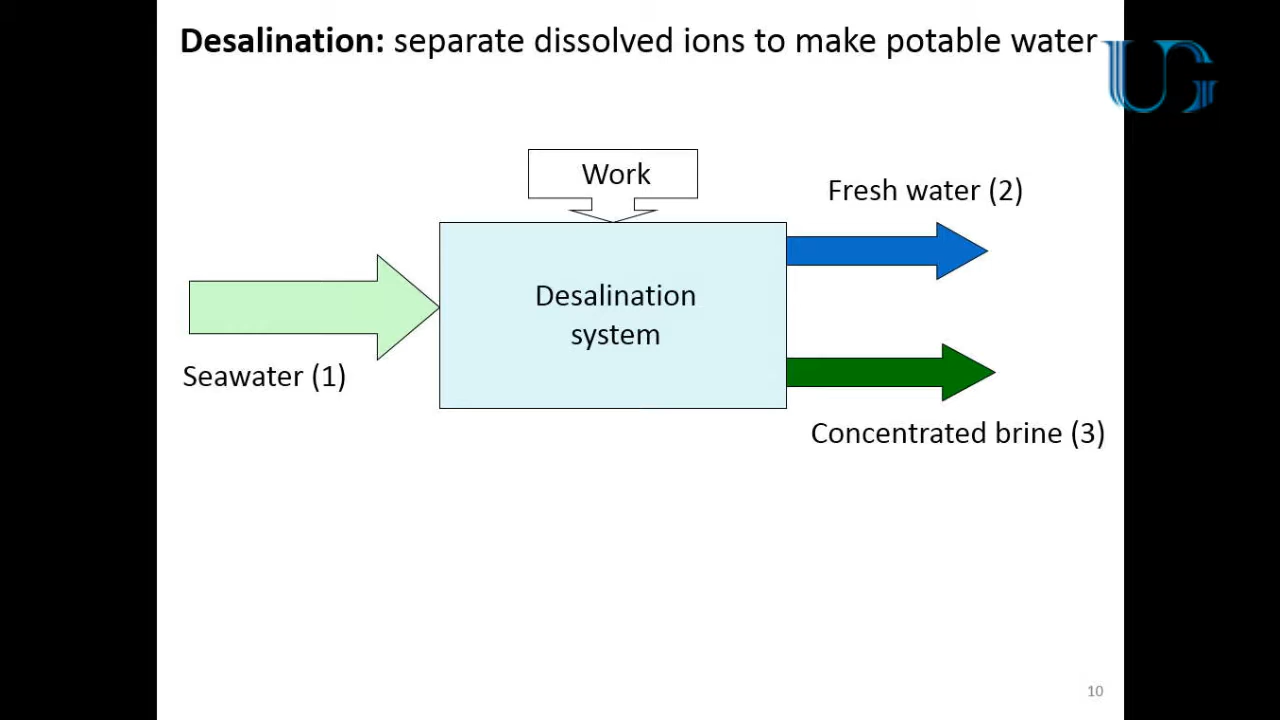 Desalination: separate dissolved ions to make potable water
UG
Work
Fresh water (2)
Desalination
system
Seawater (1)
Concentrated brine (3)
10